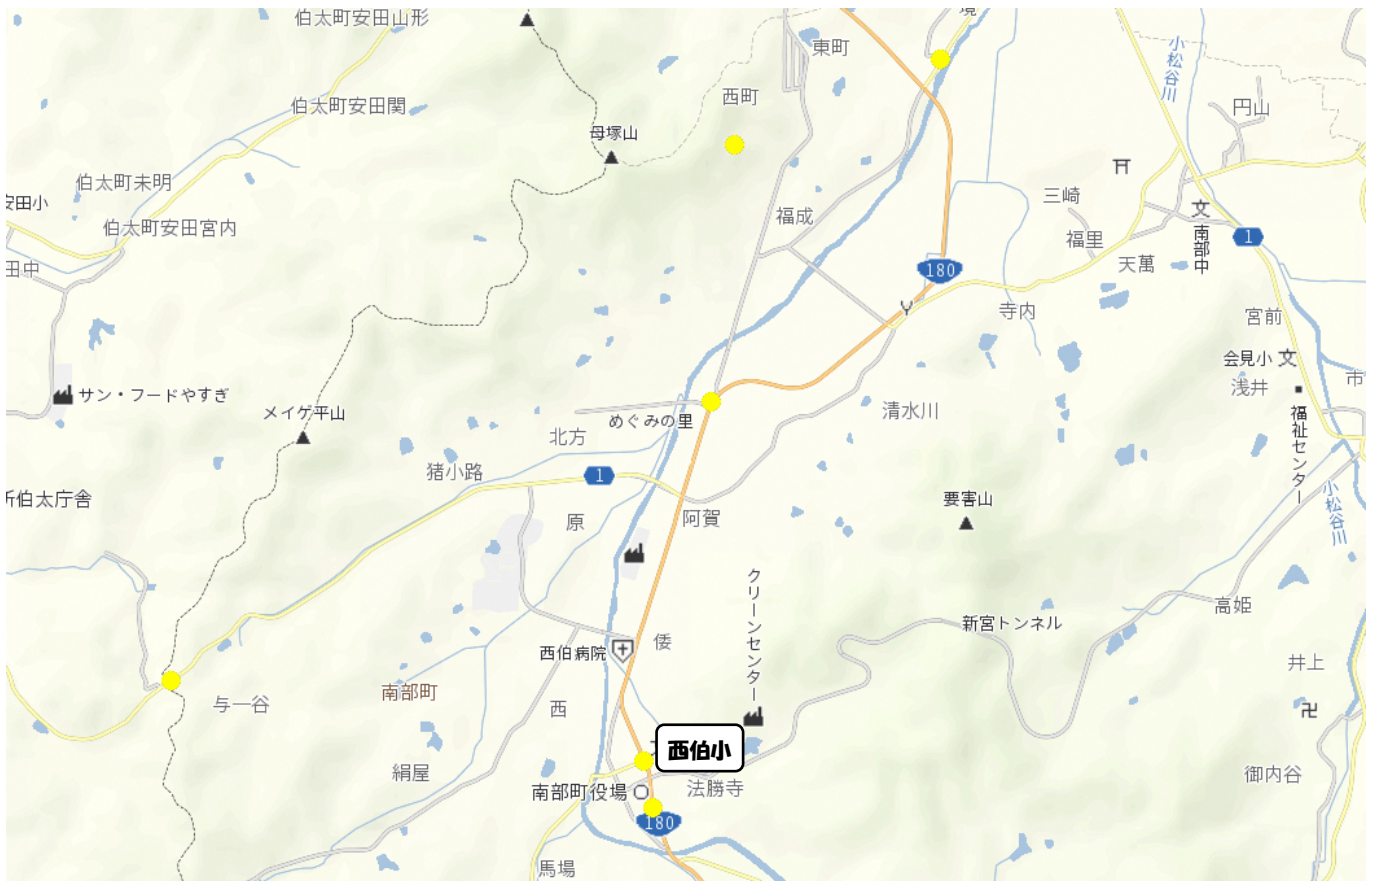 伯太町安田山形
境
東町
小松谷川
西町
伯太町安田関
円山
母塚山
伯太町未明
三崎
安田小
福成
伯太町安田宮内
福里
南部中
1
天萬
田中
180
寺内
宮前
会見小
浅井
市
サン・フードやすぎ
メイゲ平山
めぐみの里
清水川
福祉センター
北方
猪小路
1
新伯太庁舎
要害山
小松谷川
原
阿賀
クリーンセンター
高姫
新宮トンネル
倭
西伯病院
井上
南部町
与一谷
西
西伯小
絹屋
御内谷
南部町役場
法勝寺
180
馬場